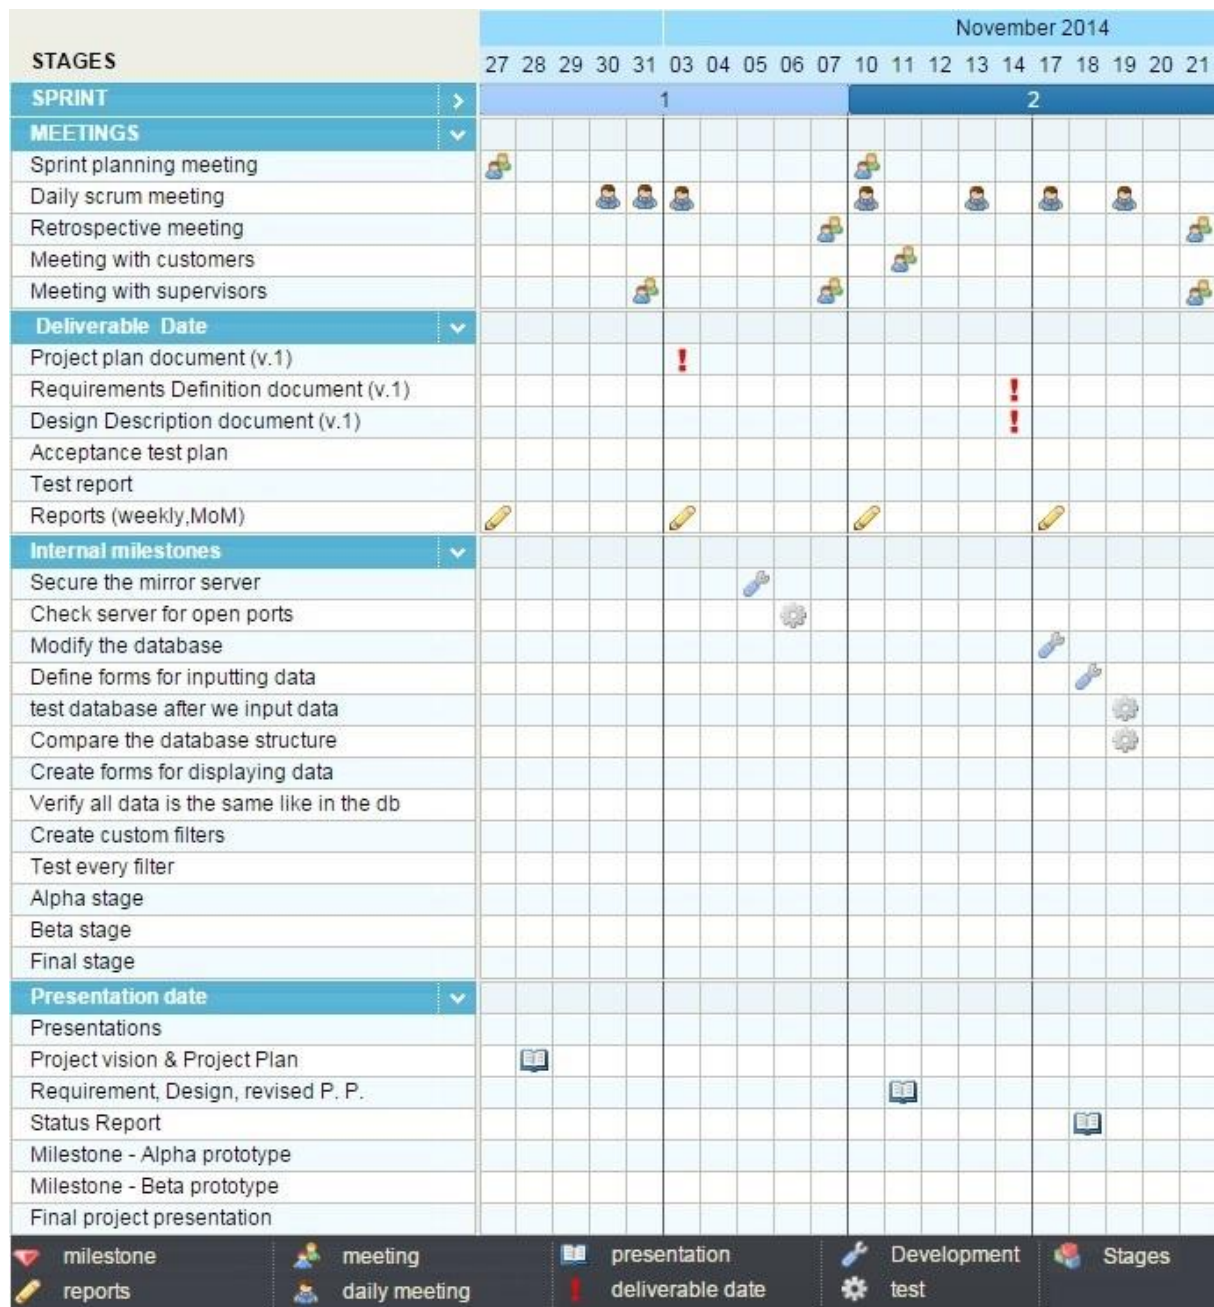 November 2014
STAGES 27 28 29 30 31 03 04 05 06 07 10 11 12 13 14 17 18 19 20 21
SPRINT 1 2
MEETINGS
Sprint planning meeting
Daily scrum meeting
Retrospective meeting
Meeting with customers
Meeting with supervisors
Deliverable Date
Project plan document (v.1)
Requirements Definition document (v.1)
Design Description document (v.1)
Acceptance test plan
Test report
Reports (weekly,MoM)
Internal milestones
Secure the mirror server
Check server for open ports
Modify the database
Define forms for inputting data
test database after we input data
Compare the database structure
Create forms for displaying data
Verify all data is the same like in the db
Create custom filters
Test every filter
Alpha stage
Beta stage
Final stage
Presentation date
Presentations
Project vision & Project Plan
Requirement, Design, revised P. P.
Status Report
Milestone - Alpha prototype
Milestone - Beta prototype
Final project presentation
milestone meeting presentation Development Stages
reports daily meeting deliverable date test